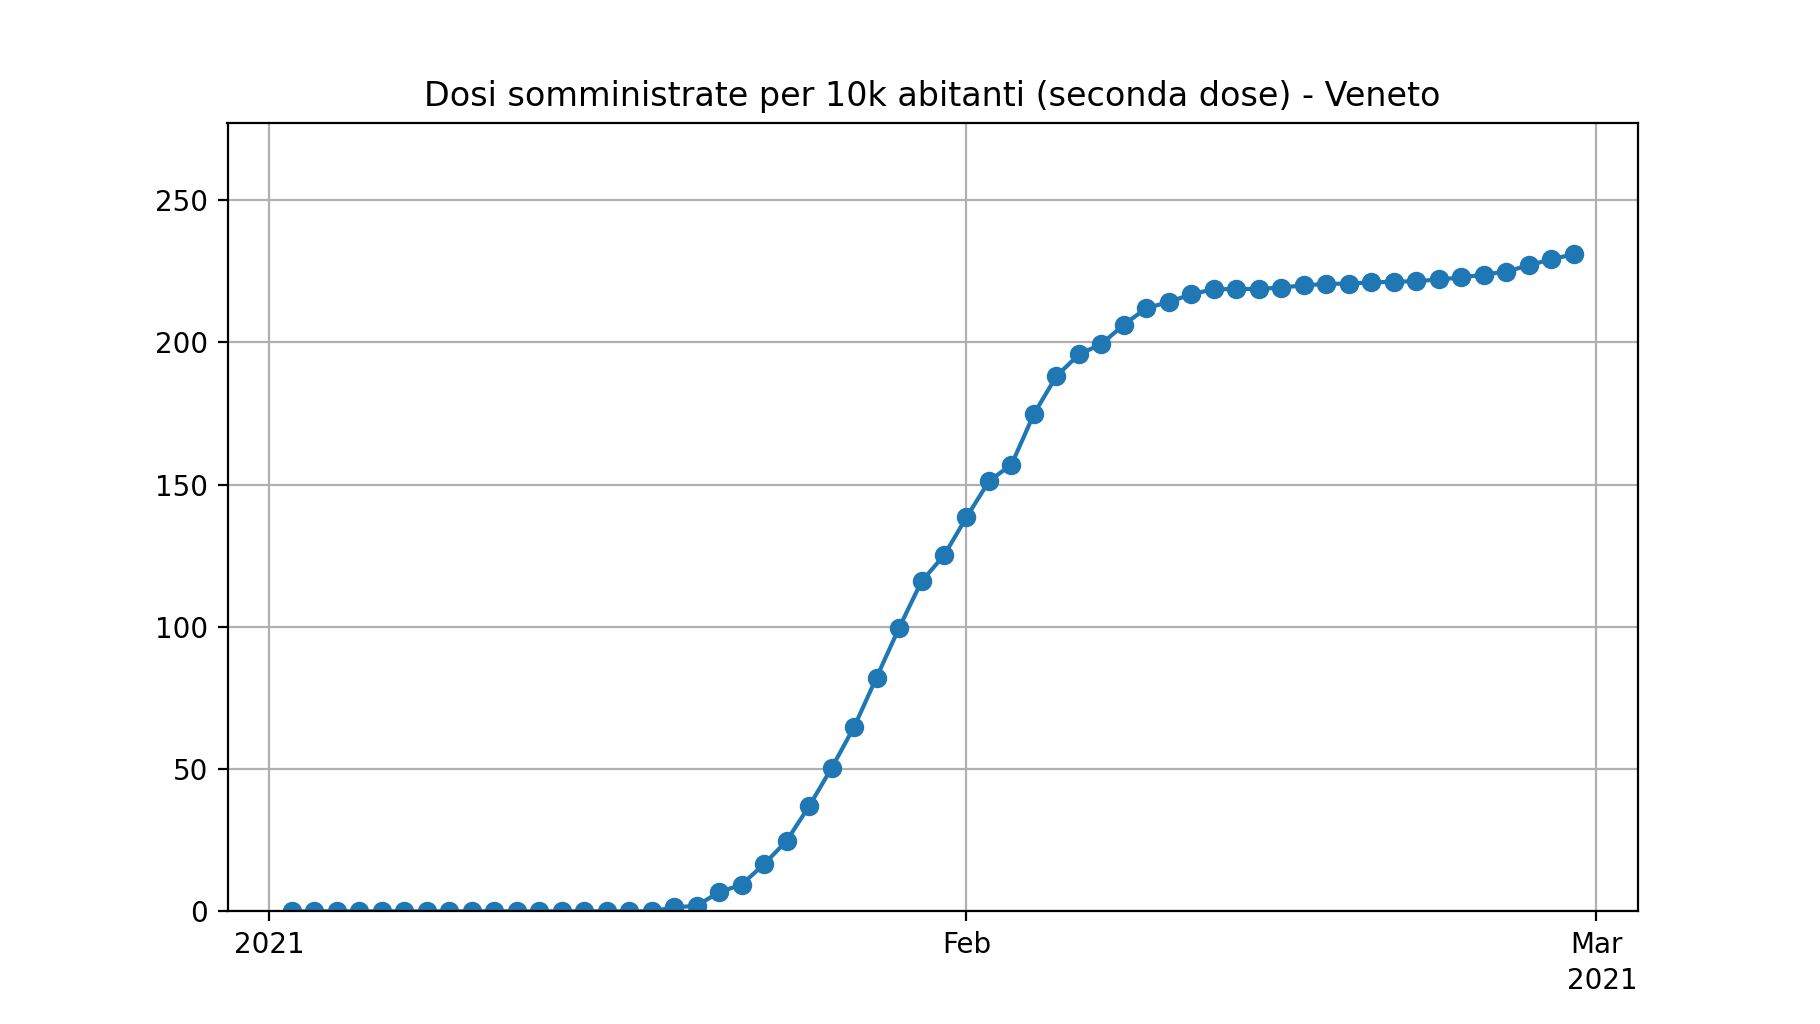 Dosi somministrate per 10k abitanti (seconda dose) - Veneto
250
200
150
100
50
0
2021
Feb
Mar
2021